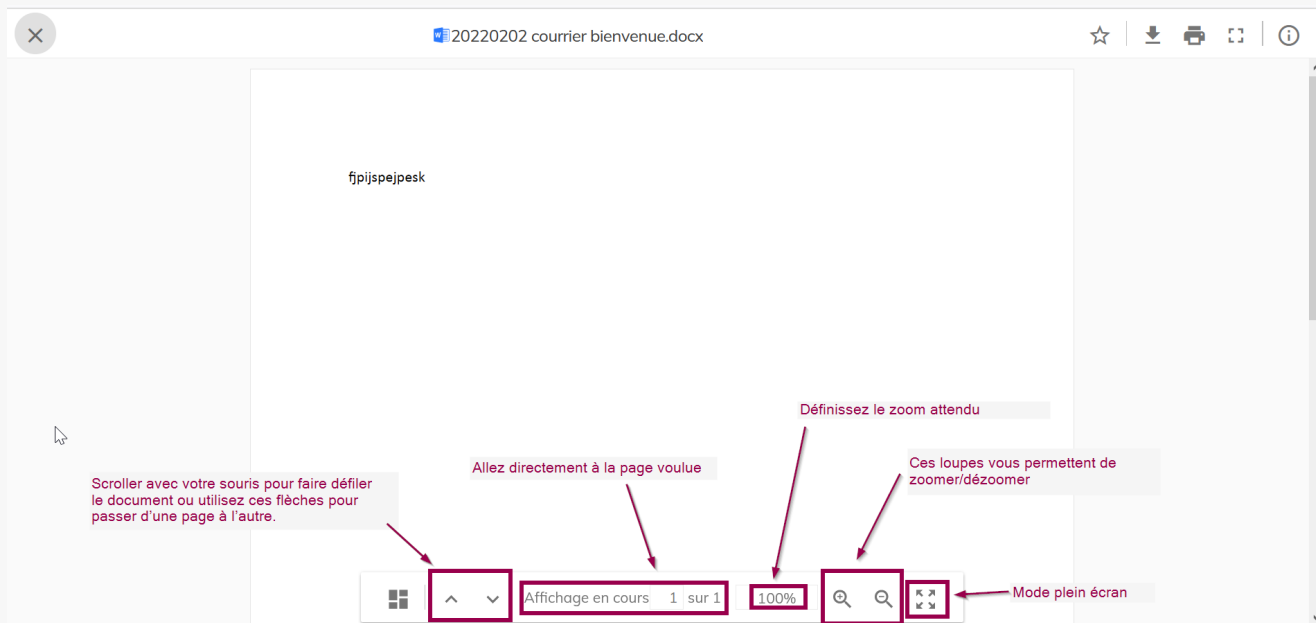 20220202 courrier bienvenue.docx
fjpijspejpesk
Définissez le zoom attendu
Allez directement à la page voulue
Ces loupes vous permettent de
zoomer/dézoomer
Scroller avec votre souris pour faire défiler
le document ou utilisez ces flèches pour
passer d'une page à l'autre.
Affichage en cours 1 sur 1
100%
Mode plein écran